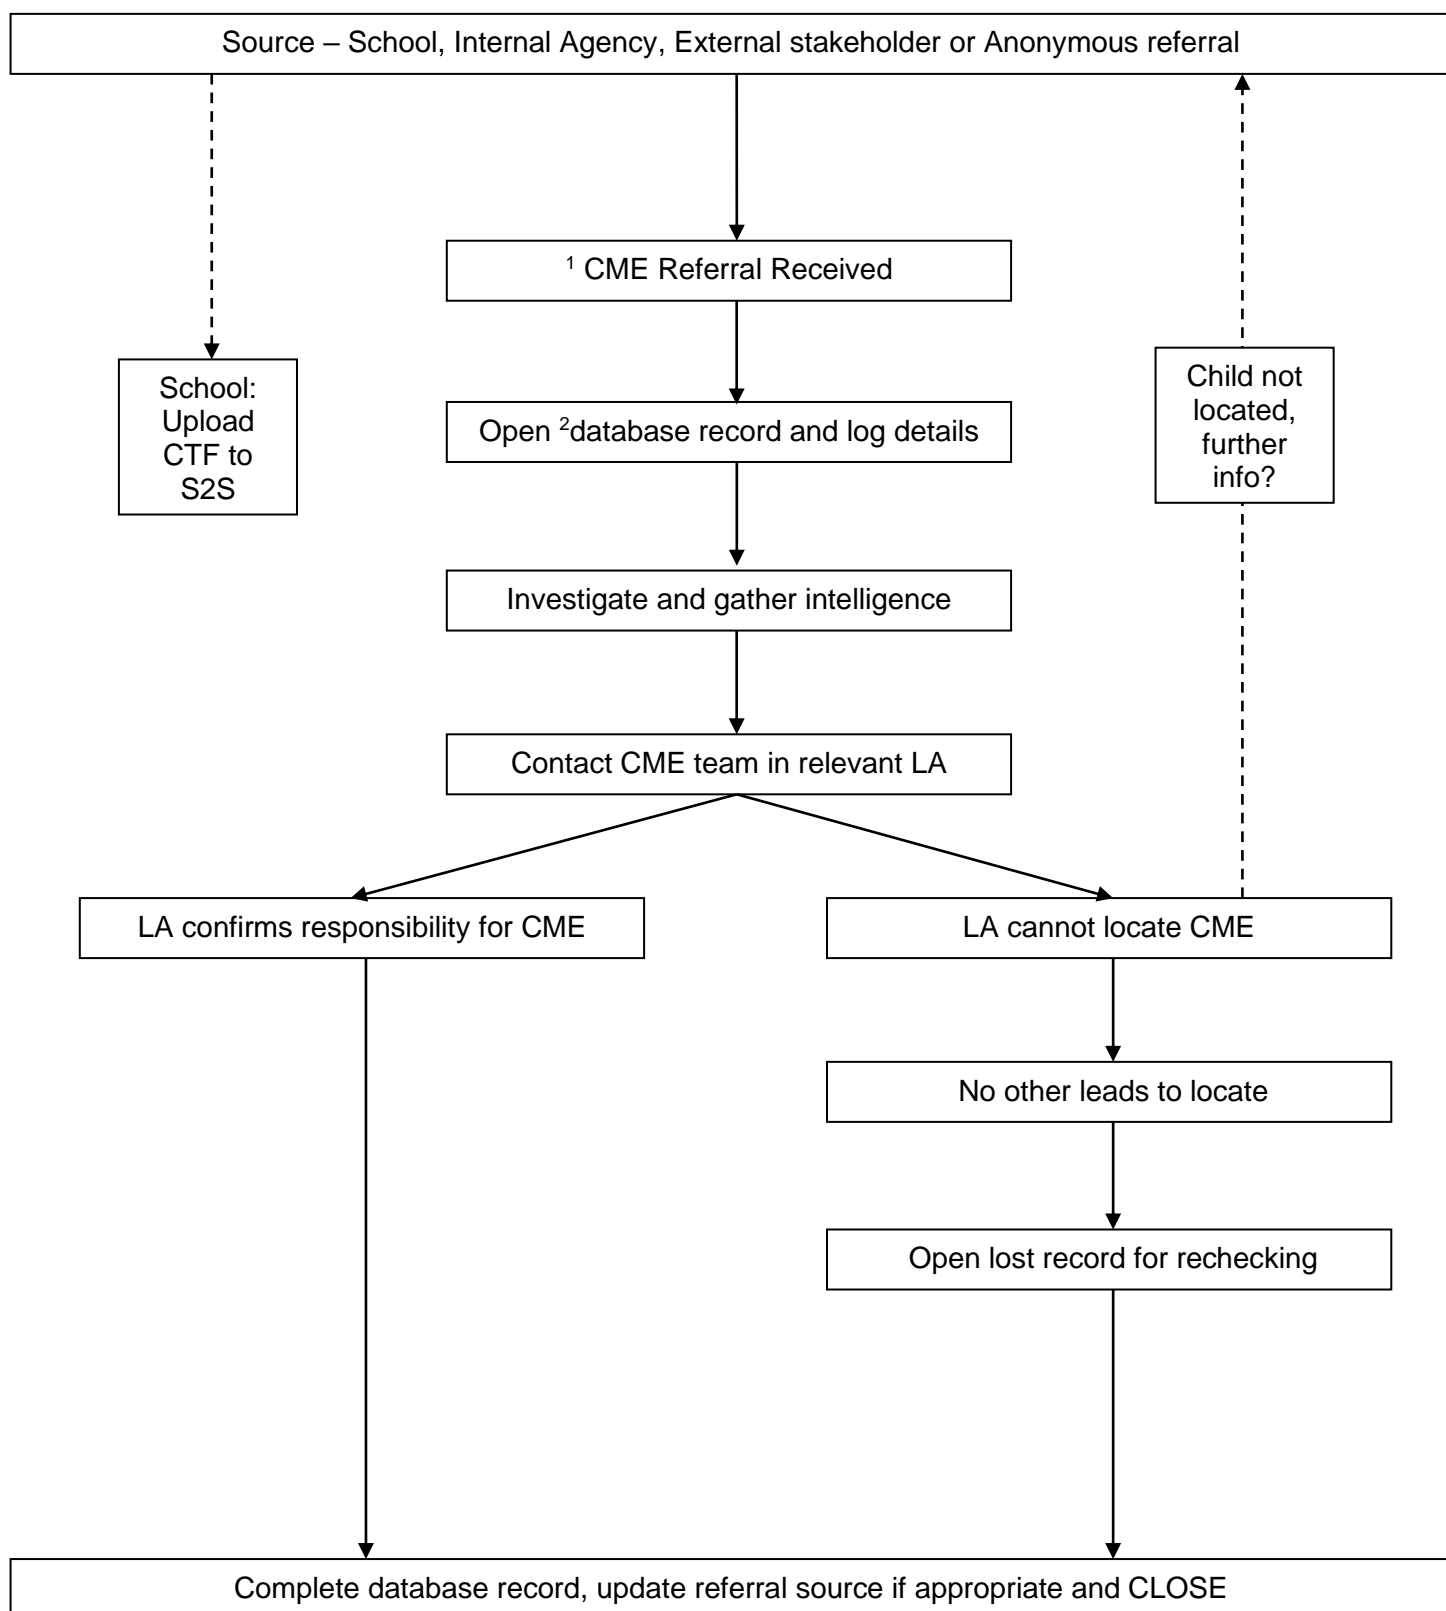 Source – School, Internal Agency, External stakeholder or Anonymous referral
¹ CME Referral Received
School:
Upload
CTF to
S2S
Child not
located,
further
info?
Open ²database record and log details
Investigate and gather intelligence
Contact CME team in relevant LA
LA confirms responsibility for CME
LA cannot locate CME
No other leads to locate
Open lost record for rechecking
Complete database record, update referral source if appropriate and CLOSE